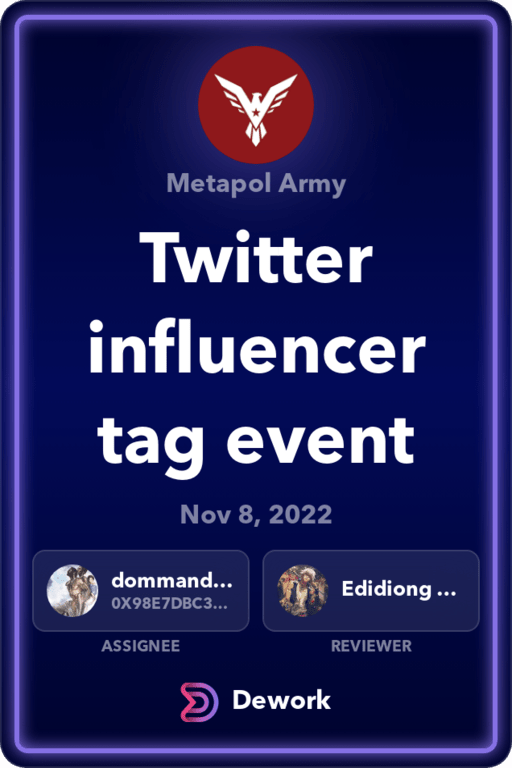 Metapol Army
Twitter
influencer
tag event
Nov 8, 2022
dommand...
0X98E7DBC3...
ASSIGNEE
Edidiong ...
REVIEWER
Dework